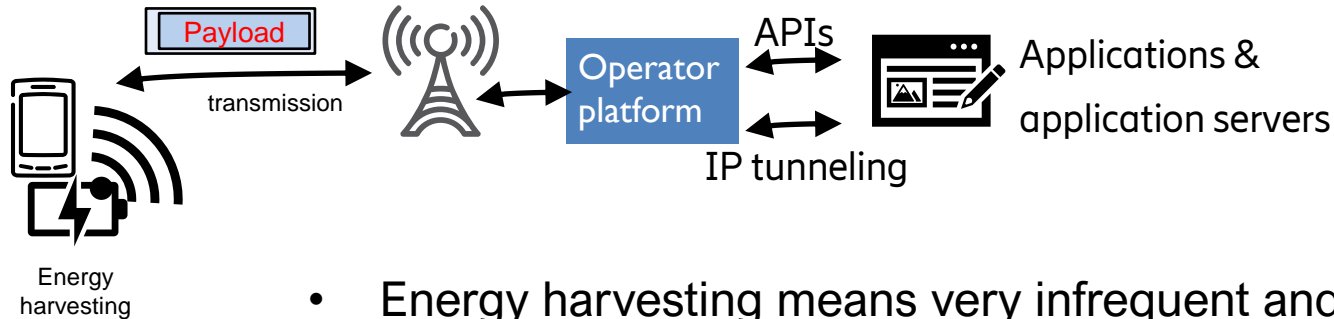 Payload
transmission
Energy
harvesting
Operator
platform
APIs
IP tunneling
Applications &
application servers
• Energy harvesting means very infrequent and